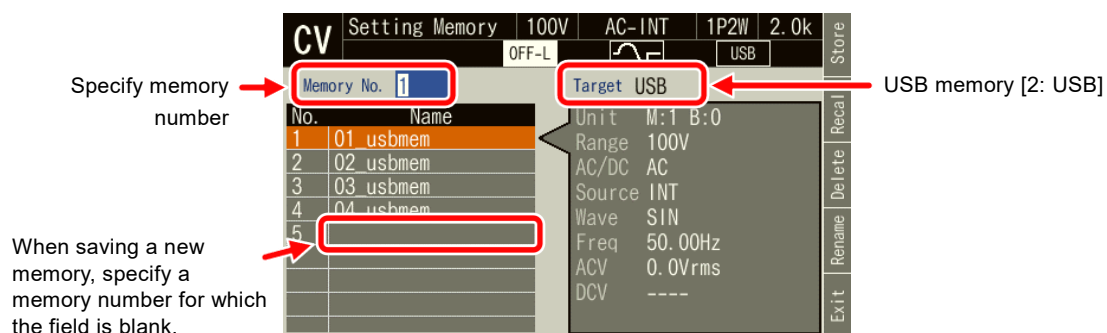 CV Setting Memory 100V AC-INT 1P2W 2.0k
OFF-L USB
Store
Specify memory
number
Memory No. 1
Target USB
USB memory [2: USB]
No. Name
1 01_usbmem
2 02_usbmem
3 03_usbmem
4 04_usbmem
5
Unit M:1 B:0
Range 100V
AC/DC AC
Source INT
Wave SIN
Freq 50.00Hz
ACV 0.0Vrms
DCV ----
Recal
Delete
Rename
Exit
When saving a new
memory, specify a
memory number for which
the field is blank.